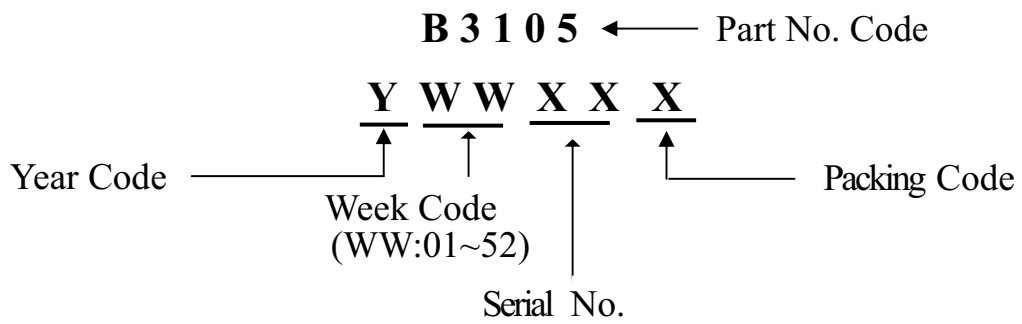 B 3 1 0 5 Part No. Code
Y W W X X X
Year Code Packing Code
Week Code
(WW:01~52)
Serial No.